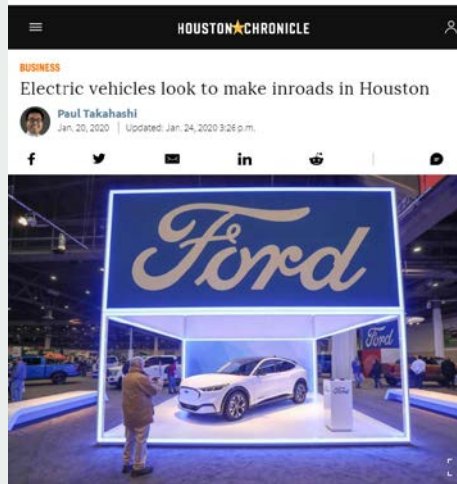 HOUSTON CHRONICLE
BUSINESS
Electric vehicles look to make inroads in Houston
Paul Takahashi
Jan. 20, 2020 | Updated: Jan. 24, 2020 3:26 p.m.
Ford
Ford
Ford